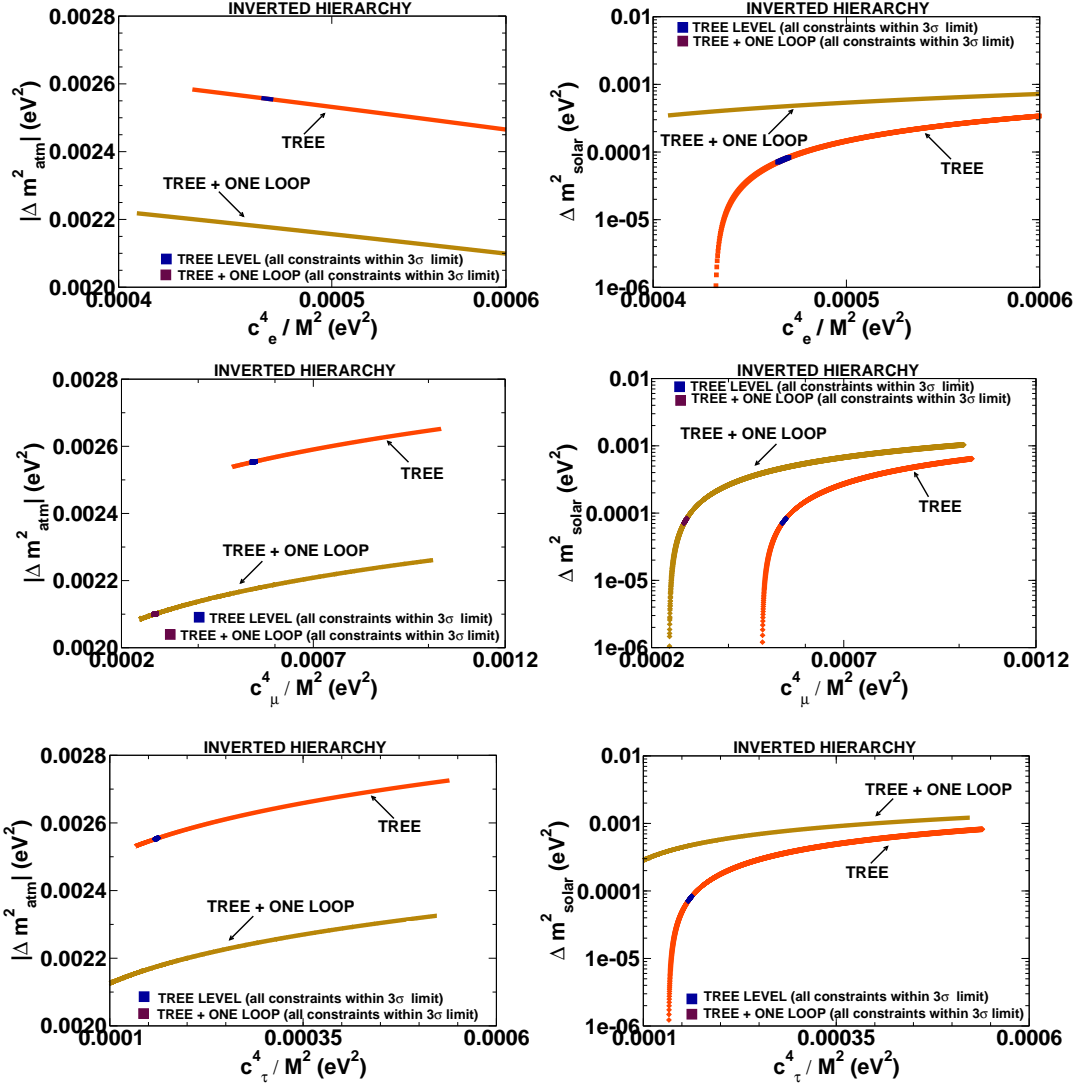 INVERTED HIERARCHY
|Δ m²atm| (eV²)
0.0028
0.0026
0.0024
0.0022
0.0020
TREE
TREE + ONE LOOP
TREE LEVEL (all constraints within 3σ limit)
TREE + ONE LOOP (all constraints within 3σ limit)
0.0004 0.0005 0.0006
c⁴e / M² (eV²)
INVERTED HIERARCHY
TREE LEVEL (all constraints within 3σ limit)
TREE + ONE LOOP (all constraints within 3σ limit)
Δ m²solar (eV²)
0.01
0.001
0.0001
1e-05
1e-06
TREE + ONE LOOP
TREE
0.0004 0.0005 0.0006
c⁴e / M² (eV²)
INVERTED HIERARCHY
|Δ m²atm| (eV²)
0.0028
0.0026
0.0024
0.0022
0.0020
TREE
TREE + ONE LOOP
TREE LEVEL (all constraints within 3σ limit)
TREE + ONE LOOP (all constraints within 3σ limit)
0.0002 0.0007 0.0012
c⁴μ / M² (eV²)
INVERTED HIERARCHY
TREE LEVEL (all constraints within 3σ limit)
TREE + ONE LOOP (all constraints within 3σ limit)
Δ m²solar (eV²)
0.01
0.001
0.0001
1e-05
1e-06
TREE + ONE LOOP
TREE
0.0002 0.0007 0.0012
c⁴μ / M² (eV²)
INVERTED HIERARCHY
|Δ m²atm| (eV²)
0.0028
0.0026
0.0024
0.0022
0.0020
TREE
TREE + ONE LOOP
TREE LEVEL (all constraints within 3σ limit)
TREE + ONE LOOP (all constraints within 3σ limit)
0.0001 0.00035 0.0006
c⁴τ / M² (eV²)
INVERTED HIERARCHY
Δ m²solar (eV²)
0.01
0.001
0.0001
1e-05
1e-06
TREE + ONE LOOP
TREE
TREE LEVEL (all constraints within 3σ limit)
TREE + ONE LOOP (all constraints within 3σ limit)
0.0001 0.00035 0.0006
c⁴τ / M² (eV²)